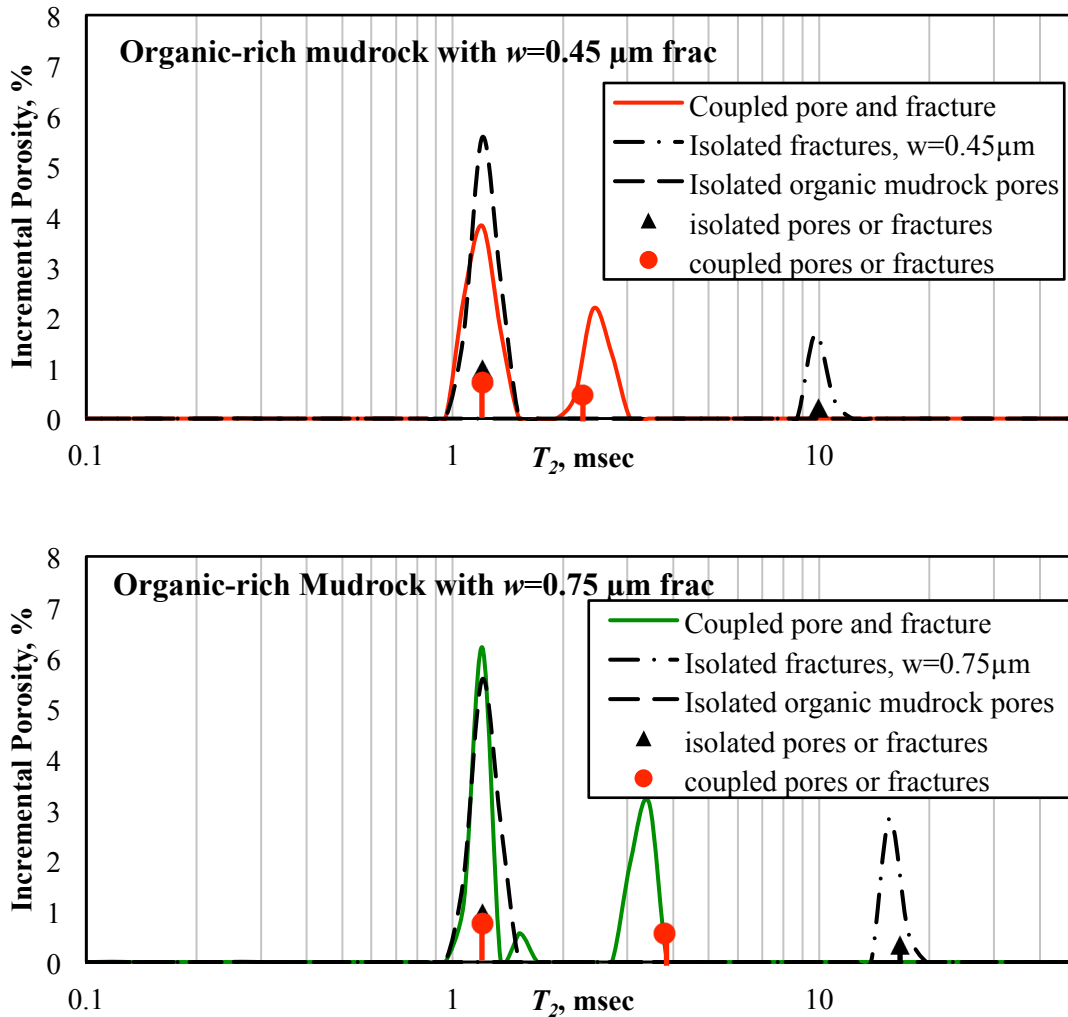 Organic-rich mudrock with w=0.45 µm frac
Coupled pore and fracture
Isolated fractures, w=0.45µm
Isolated organic mudrock pores
isolated pores or fractures
coupled pores or fractures
Incremental Porosity, %
8
7
6
5
4
3
2
1
0
0.1
1
10
T2, msec
Organic-rich Mudrock with w=0.75 µm frac
Coupled pore and fracture
Isolated fractures, w=0.75µm
Isolated organic mudrock pores
isolated pores or fractures
coupled pores or fractures
Incremental Porosity, %
8
7
6
5
4
3
2
1
0
0.1
1
10
T2, msec